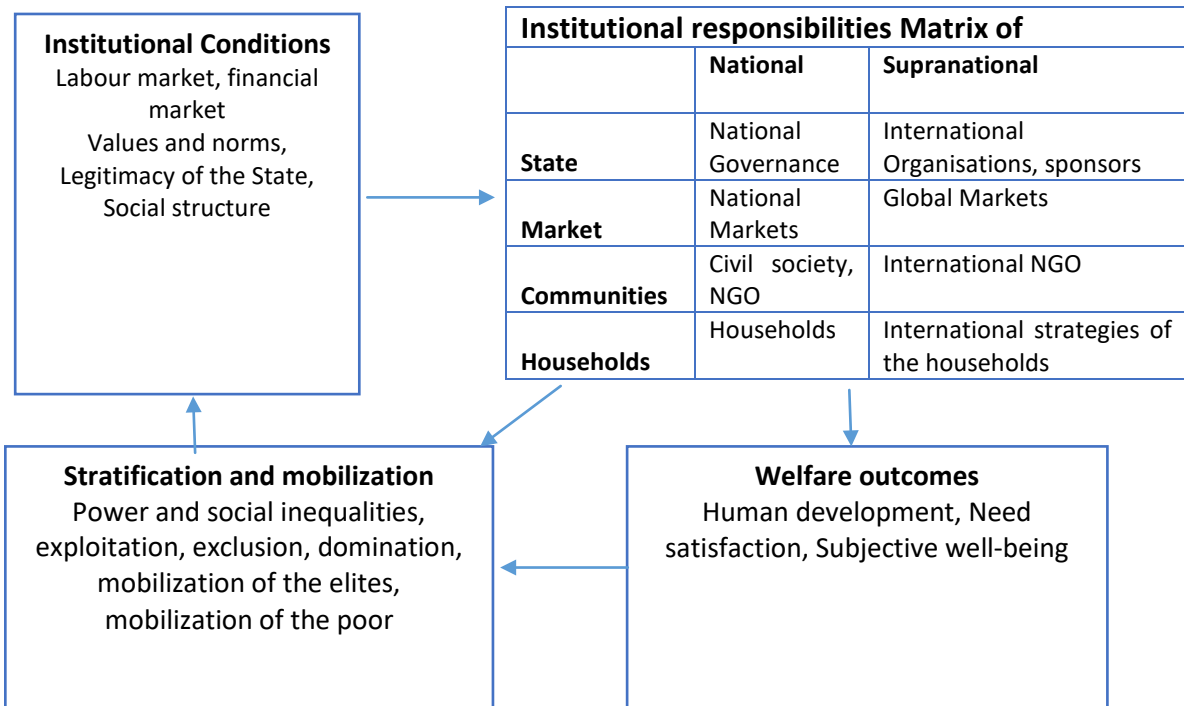 Institutional Conditions
Labour market, financial
market
Values and norms,
Legitimacy of the State,
Social structure
Institutional responsibilities Matrix of
National Supranational
State National Governance International Organisations, sponsors
Market National Markets Global Markets
Communities Civil society, NGO International NGO
Households Households International strategies of the households
Stratification and mobilization
Power and social inequalities,
exploitation, exclusion, domination,
mobilization of the elites,
mobilization of the poor
Welfare outcomes
Human development, Need
satisfaction, Subjective well-being